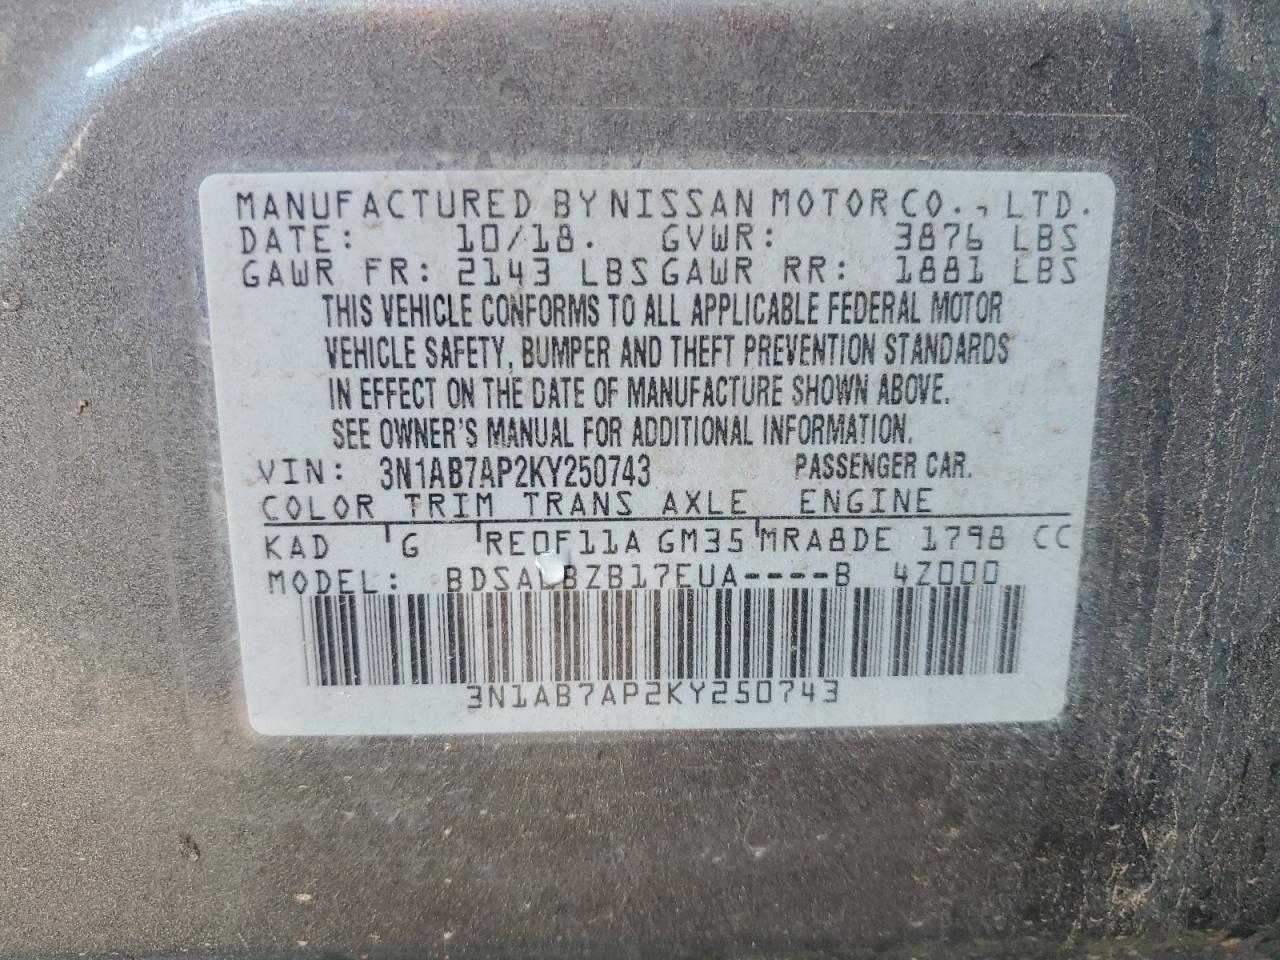 MANUFACTURED BY NISSAN MOTOR CO., LTD.
DATE: 10/18. GVWR: 3876 LBS
GAWR FR: 2143 LBS GAWR RR: 1881 LBS
THIS VEHICLE CONFORMS TO ALL APPLICABLE FEDERAL MOTOR
VEHICLE SAFETY, BUMPER AND THEFT PREVENTION STANDARDS
IN EFFECT ON THE DATE OF MANUFACTURE SHOWN ABOVE.
SEE OWNER'S MANUAL FOR ADDITIONAL INFORMATION.
VIN: 3N1AB7AP2KY250743 PASSENGER CAR.
COLOR TRIM TRANS AXLE ENGINE
KAD G RE0F11A GM35 MRA8DE 1798 CC
MODEL: 4Z000
3N1AB7AP2KY250743